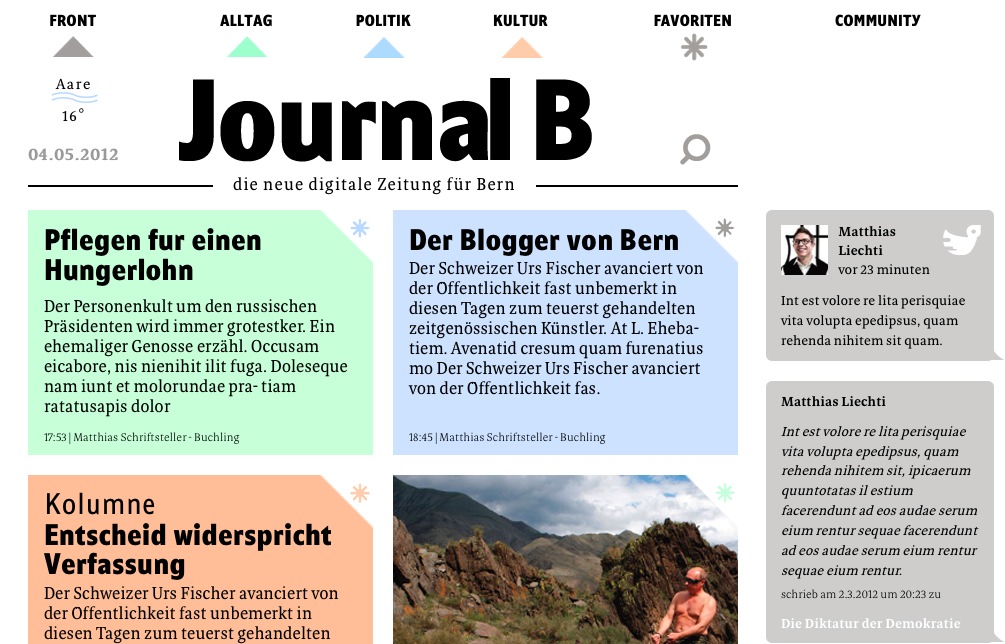 FRONT
ALLTAG
POLITIK
KULTUR
FAVORITEN
COMMUNITY
Aare
16°
04.05.2012
Journal B
die neue digitale Zeitung für Bern
Pflegen fur einen
Hungerlohn
Der Personenkult um den russischen
Präsidenten wird immer grotestker. Ein
ehemaliger Genosse erzähl. Occusam
eicabore, nis nienihit ilit fuga. Doleseque
nam iunt et molorundae pra- tiam
ratatusapis dolor
17:53 | Matthias Schriftsteller - Buchling
Der Blogger von Bern
Der Schweizer Urs Fischer avanciert von
der Offentlichkeit fast unbemerkt in
diesen Tagen zum teuerst gehandelten
zeitgenössischen Künstler. At L. Eheba-
tiem. Avenatid cresum quam furenatius
mo Der Schweizer Urs Fischer avanciert
von der Offentlichkeit fas.
18:45 | Matthias Schriftsteller - Buchling
Kolumne
Entscheid widerspricht
Verfassung
Der Schweizer Urs Fischer avanciert von
der Offentlichkeit fast unbemerkt in
diesen Tagen zum teuerst gehandelten
Matthias
Liechti
vor 23 minuten
Int est volore re lita perisquiae
vita volupta epedipsus, quam
rehenda nihitem sit quam.
Matthias Liechti
Int est volore re lita perisquiae
vita volupta epedipsus, quam
rehenda nihitem sit, ipicaerum
quuntotatas il estium
facerendunt ad eos audae serum
eium rentur sequae facerendunt
ad eos audae serum eium rentur
sequae eium rentur.
schrieb am 2.3.2012 um 20:23 zu
Die Diktatur der Demokratie